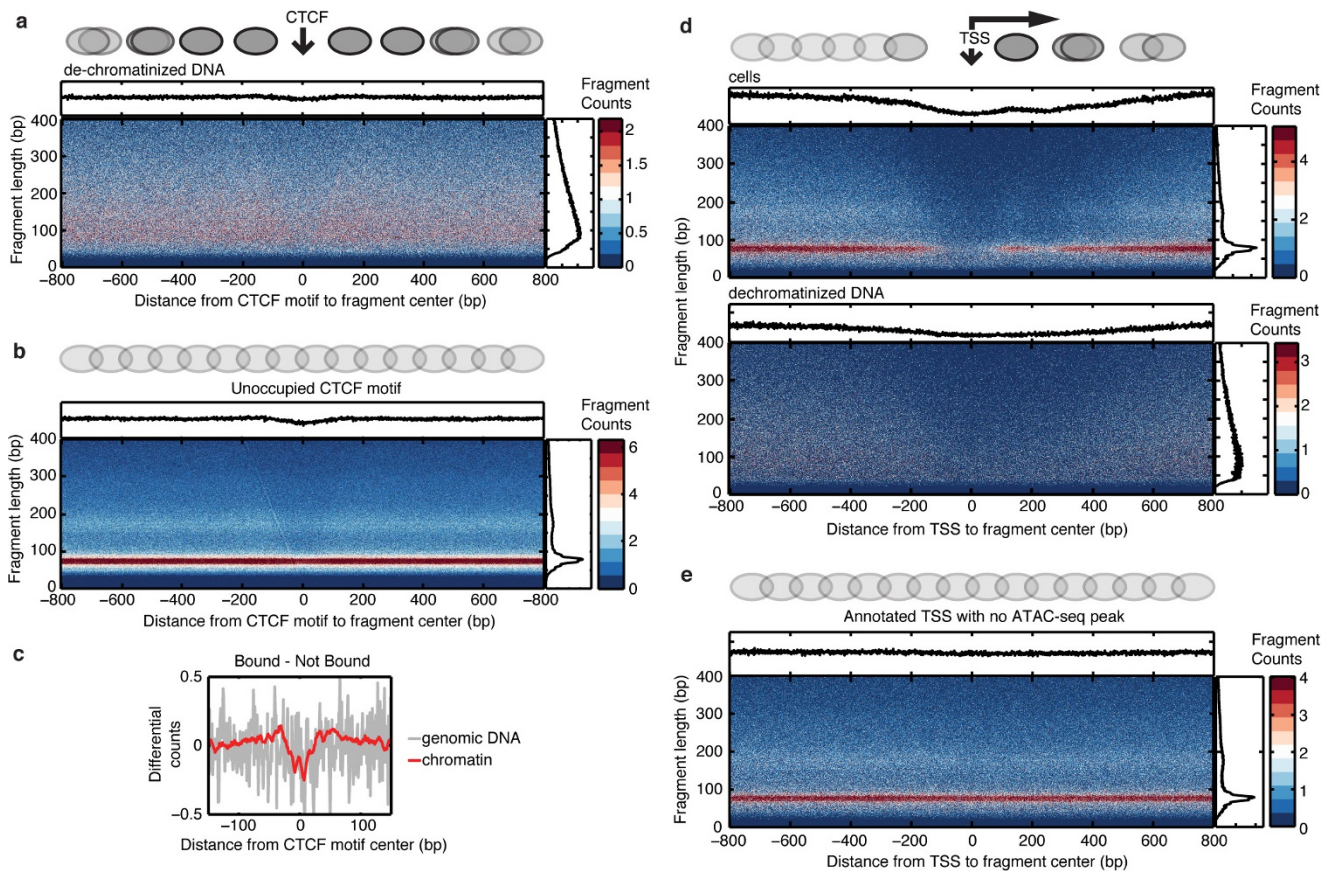 a
CTCF
de-chromatinized DNA
Fragment
Counts
Fragment length (bp)
400
300
200
100
0
2
1.5
1
0.5
0
−800 −600 −400 −200 0 200 400 600 800
Distance from CTCF motif to fragment center (bp)
b
Unoccupied CTCF motif
Fragment
Counts
Fragment length (bp)
400
300
200
100
0
6
4
2
0
−800 −600 −400 −200 0 200 400 600 −800
Distance from CTCF motif to fragment center (bp)
c
Bound - Not Bound
Differential
counts
0.5
0
−0.5
genomic DNA
chromatin
−100 0 100
Distance from CTCF motif center (bp)
d
TSS
cells
Fragment
Counts
Fragment length (bp)
400
300
200
100
0
4
2
0
−800 −600 −400 −200 0 200 400 600 800
dechromatinized DNA
Fragment
Counts
400
300
200
100
0
3
2
1
0
−800 −600 −400 −200 0 200 400 600 800
Distance from TSS to fragment center (bp)
e
Annotated TSS with no ATAC-seq peak
Fragment
Counts
Fragment length (bp)
400
300
200
100
0
4
3
2
1
0
−800 −600 −400 −200 0 200 400 600 800
Distance from TSS to fragment center (bp)